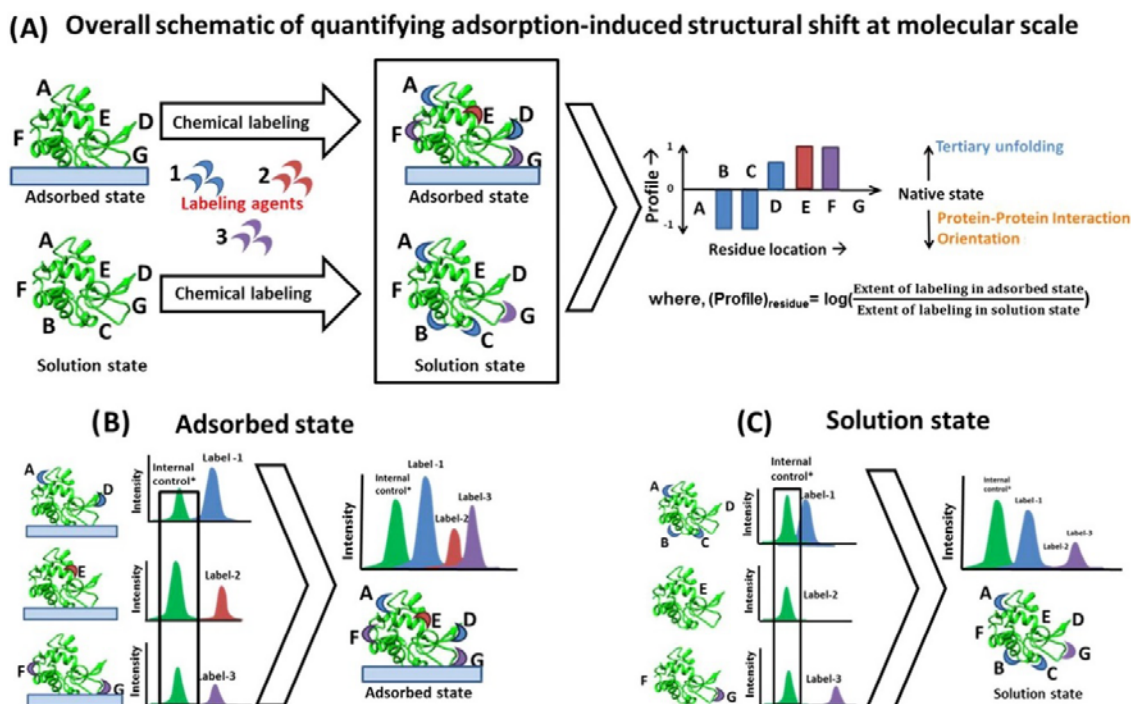 (A) Overall schematic of quantifying adsorption-induced structural shift at molecular scale
A
E
D
F
G
Adsorbed state
Chemical labeling
1
2
Labeling agents
3
A
E
D
F
G
Adsorbed state
A
E
D
F
G
B
C
Solution state
Chemical labeling
A
E
D
F
G
B
C
Solution state
Profile →
1
0
-1
A
B
C
D
E
F
G
Residue location →
Tertiary unfolding
Native state
Protein-Protein Interaction
Orientation
where, (Profile)residue= log(Extent of labeling in adsorbed state
Extent of labeling in solution state)
(B) Adsorbed state
A
D
Intensity
Internal
control*
Label -1
E
Intensity
Label-2
F
G
Intensity
Label-3
Intensity
Internal
control*
Label -1
Label-2
Label-3
A
E
D
F
G
Adsorbed state
(C) Solution state
A
D
B
C
Intensity
Internal
control*
Label-1
E
Intensity
Label-2
F
G
Intensity
Label-3
Intensity
Internal
control*
Label -1
Label-2
Label-3
A
E
D
F
G
B
C
Solution state